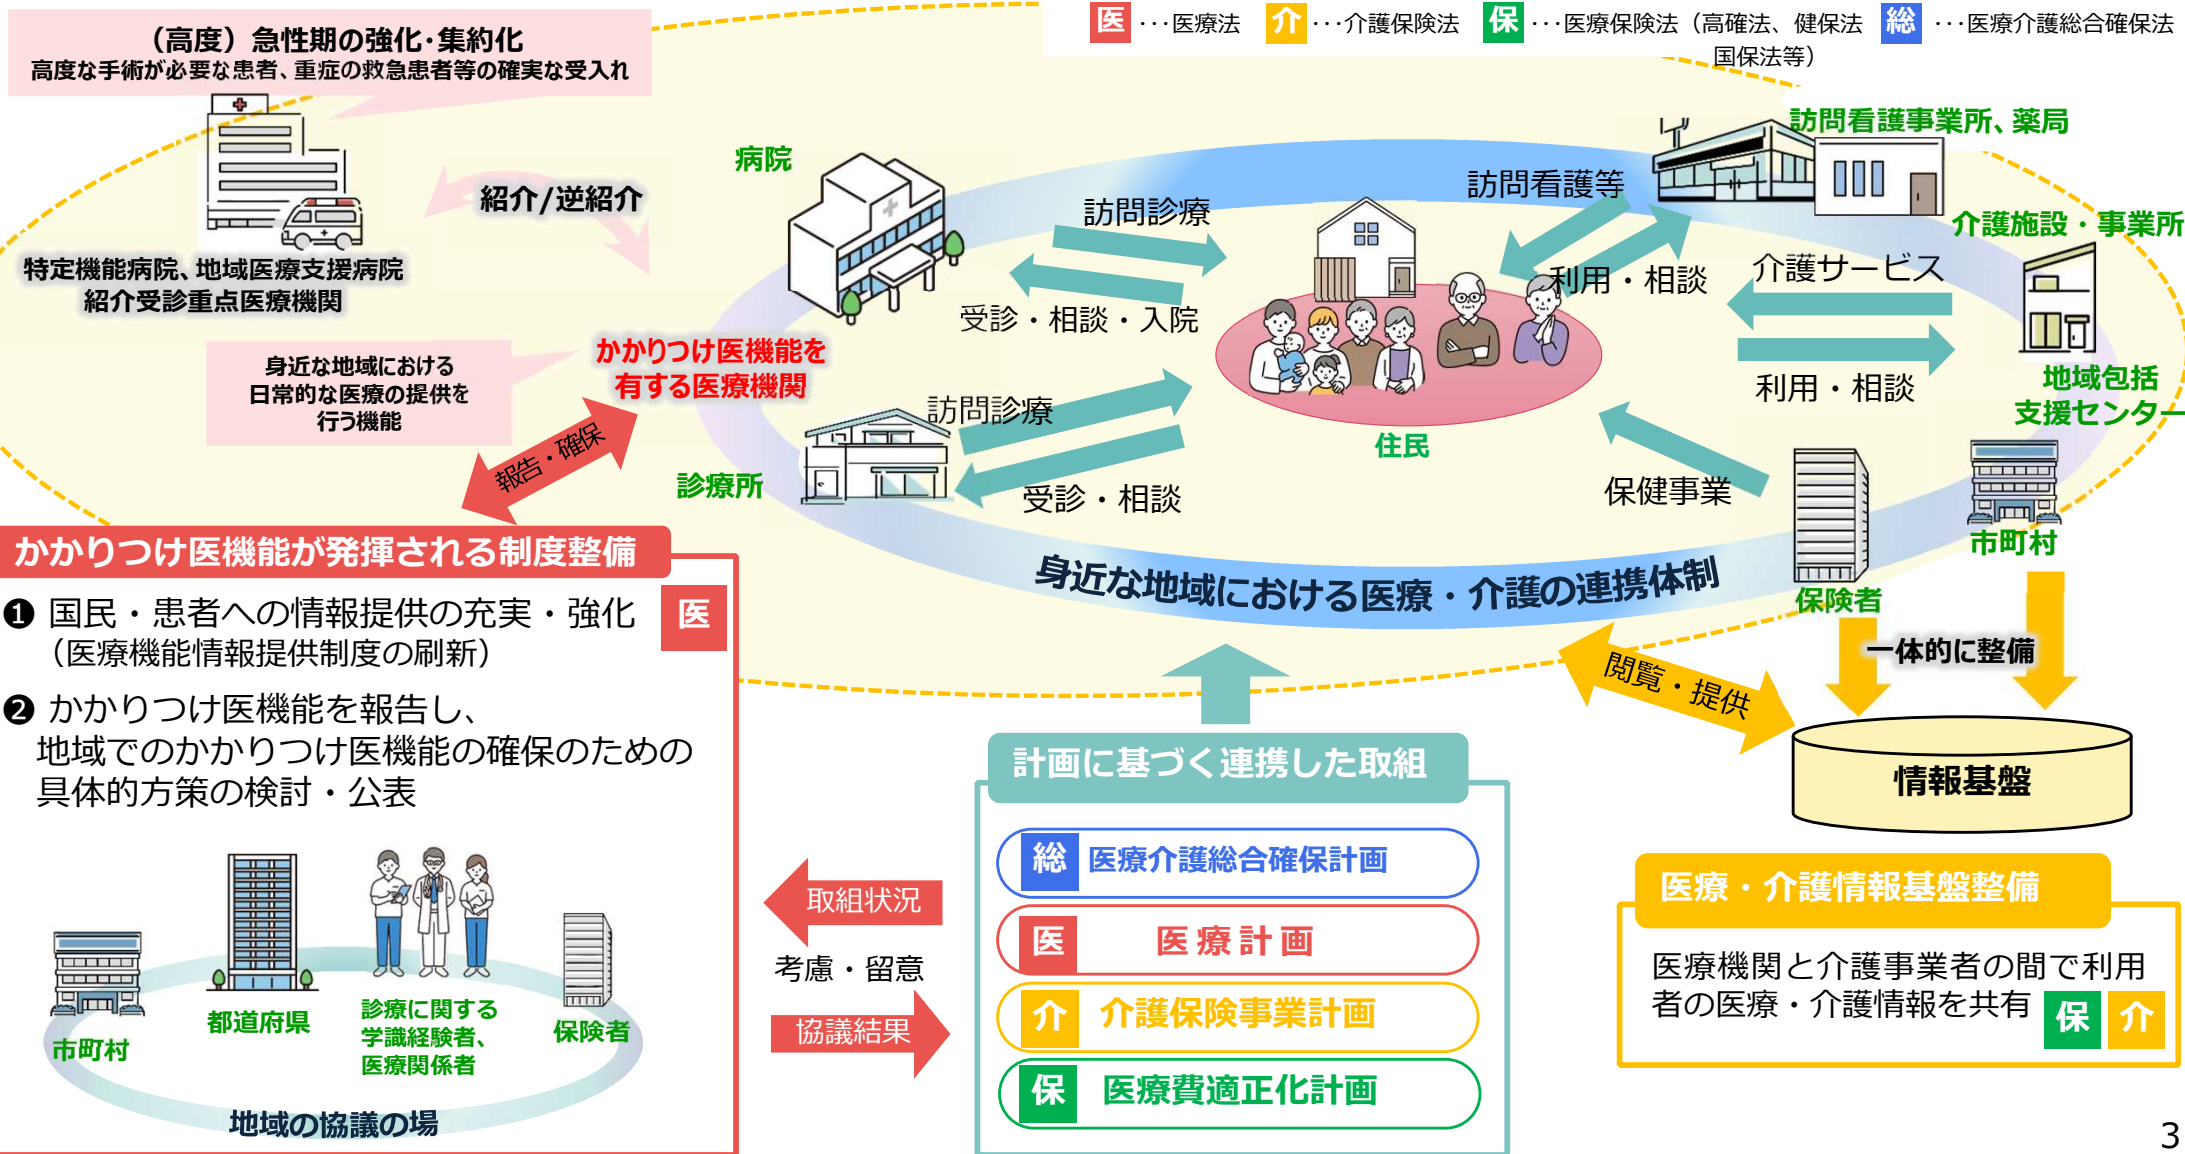 医 ･･･医療法 介 ･･･介護保険法 保 ･･･医療保険法（高確法、健保法 総 ･･･医療介護総合確保法
国保法等）
（高度）急性期の強化･集約化
高度な手術が必要な患者、重症の救急患者等の確実な受入れ
紹介/逆紹介
特定機能病院、地域医療支援病院
紹介受診重点医療機関
身近な地域における
日常的な医療の提供を
行う機能
かかりつけ医機能を
有する医療機関
報告・確保
病院
訪問診療
受診・相談・入院
訪問診療
受診・相談
診療所
住民
訪問看護等
利用・相談
訪問看護事業所、薬局
介護施設・事業所
介護サービス
利用・相談
地域包括
支援センター
保健事業
市町村
保険者
身近な地域における医療・介護の連携体制
一体的に整備
閲覧・提供
情報基盤
かかりつけ医機能が発揮される制度整備
❶ 国民・患者への情報提供の充実・強化
（医療機能情報提供制度の刷新）
医
❷ かかりつけ医機能を報告し、
地域でのかかりつけ医機能の確保のための
具体的方策の検討・公表
市町村
都道府県
診療に関する
学識経験者、
医療関係者
保険者
地域の協議の場
取組状況
考慮・留意
協議結果
計画に基づく連携した取組
総 医療介護総合確保計画
医 医療計画
介 介護保険事業計画
保 医療費適正化計画
医療・介護情報基盤整備
医療機関と介護事業者の間で利用
者の医療・介護情報を共有 保 介
3